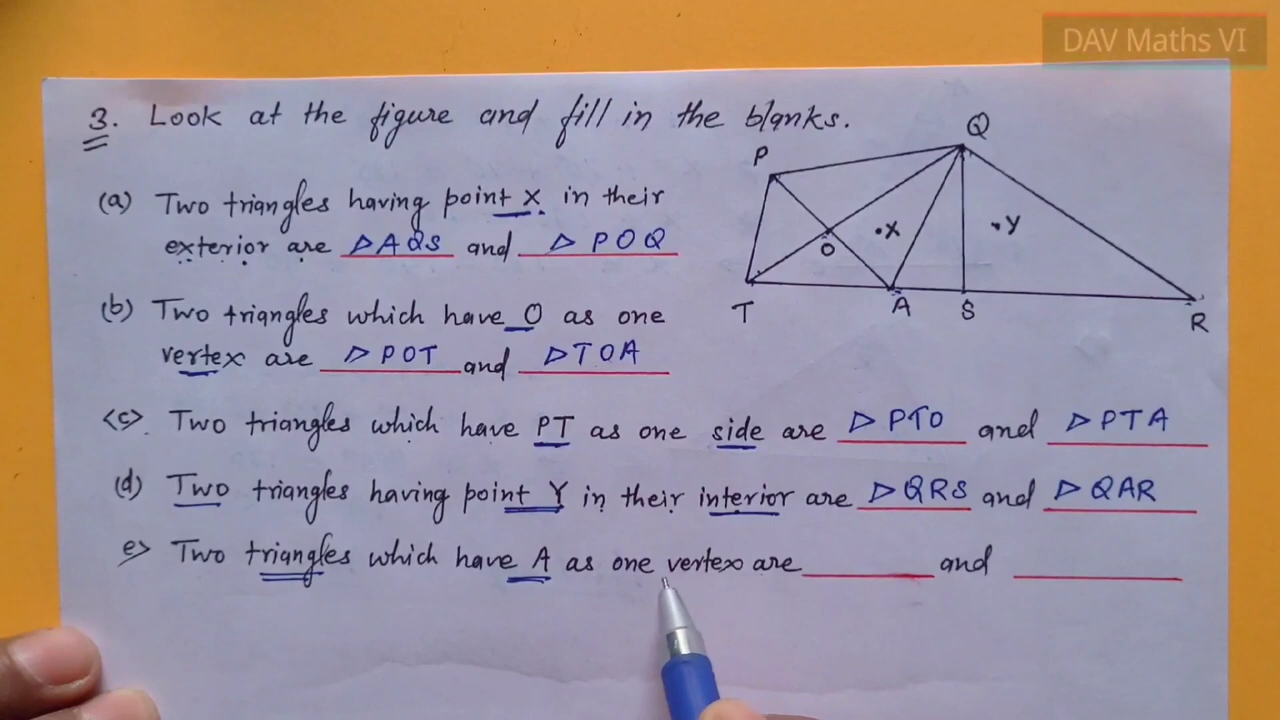 DAV Maths VI
3. Look at the figure and fill in the blanks.
(a) Two triangles having point X in their
exterior are △AQS and △POQ
(b) Two triangles which have O as one
vertex are △POT and △TOA
(c) Two triangles which have PT as one side are △PTO and △PTA
(d) Two triangles having point Y in their interior are △QRS and △QAR
e) Two triangles which have A as one vertex are ______ and ______
P
Q
X
Y
O
T
A
S
R